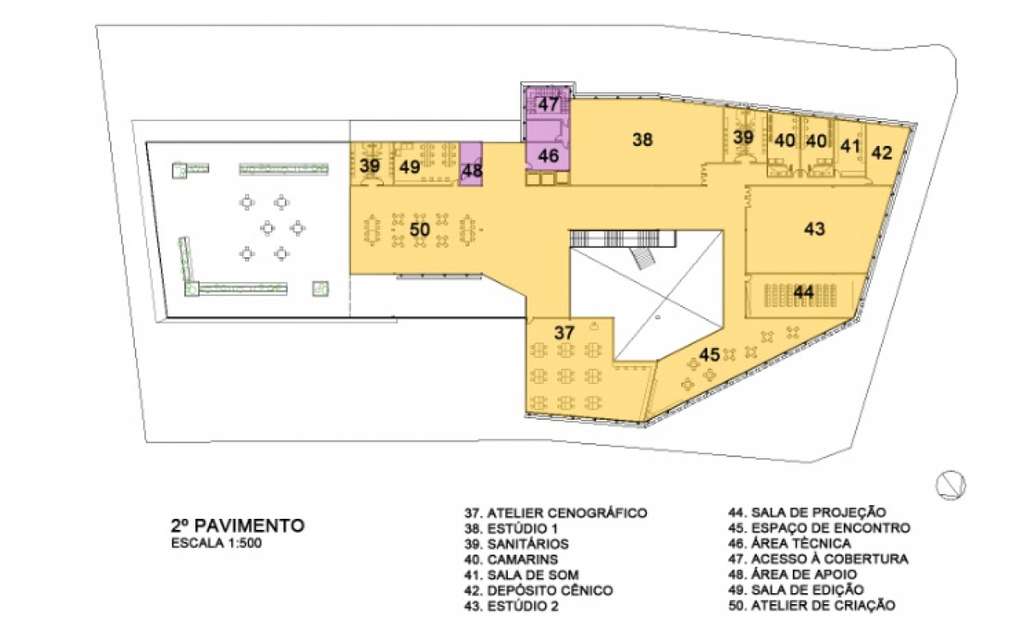 47
38
39
40
40
41
42
46
39
49
48
50
43
44
37
45
2º PAVIMENTO
ESCALA 1:500
37. ATELIER CENOGRÁFICO
38. ESTÚDIO 1
39. SANITÁRIOS
40. CAMARINS
41. SALA DE SOM
42. DEPÓSITO CÊNICO
43. ESTÚDIO 2
44. SALA DE PROJEÇÃO
45. ESPAÇO DE ENCONTRO
46. ÁREA TÈCNICA
47. ACESSO À COBERTURA
48. ÁREA DE APOIO
49. SALA DE EDIÇÃO
50. ATELIER DE CRIAÇÃO